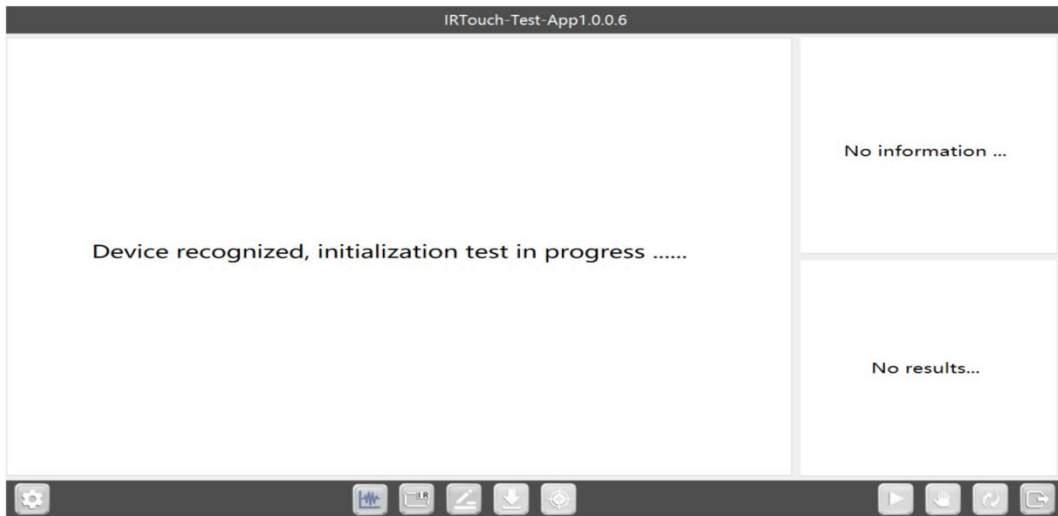 IRTouch-Test-App1.0.0.6
No information ...
Device recognized, initialization test in progress ......
No results...